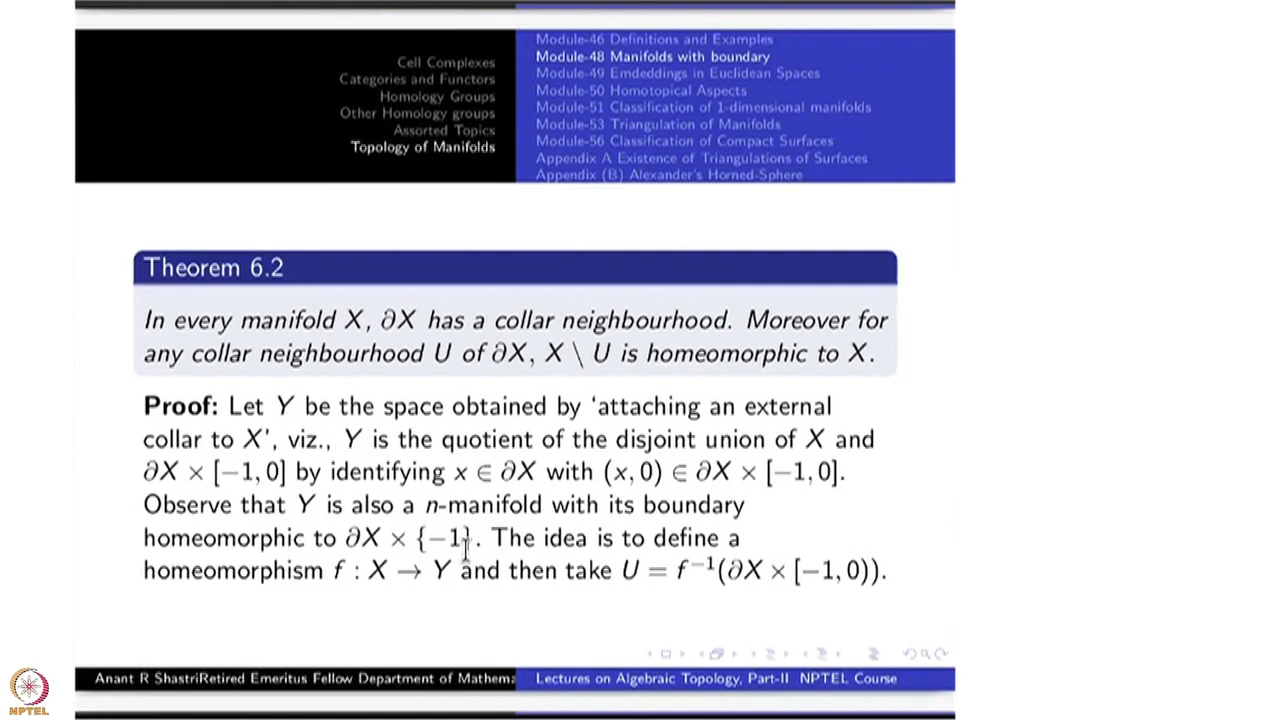 Cell Complexes
Categories and Functors
Homology Groups
Other Homology groups
Assorted Topics
Topology of Manifolds
Module-46 Definitions and Examples
Module-48 Manifolds with boundary
Module-49 Emdeddings in Euclidean Spaces
Module-50 Homotopical Aspects
Module-51 Classification of 1-dimensional manifolds
Module-53 Triangulation of Manifolds
Module-56 Classification of Compact Surfaces
Appendix A Existence of Triangulations of Surfaces
Appendix (B) Alexander's Horned-Sphere
Theorem 6.2
In every manifold X, ∂X has a collar neighbourhood. Moreover for
any collar neighbourhood U of ∂X, X \ U is homeomorphic to X.
Proof: Let Y be the space obtained by ‘attaching an external
collar to X’, viz., Y is the quotient of the disjoint union of X and
∂X × [−1, 0] by identifying x ∈ ∂X with (x, 0) ∈ ∂X × [−1, 0].
Observe that Y is also a n-manifold with its boundary
homeomorphic to ∂X × {−1}. The idea is to define a
homeomorphism f : X → Y and then take U = f⁻¹(∂X × [−1, 0)).
Anant R ShastriRetired Emeritus Fellow Department of Mathema
Lectures on Algebraic Topology, Part-II NPTEL Course
NPTEL